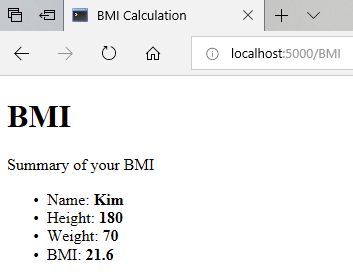 BMI Calculation
localhost:5000/BMI
BMI
Summary of your BMI
• Name: Kim
• Height: 180
• Weight: 70
• BMI: 21.6